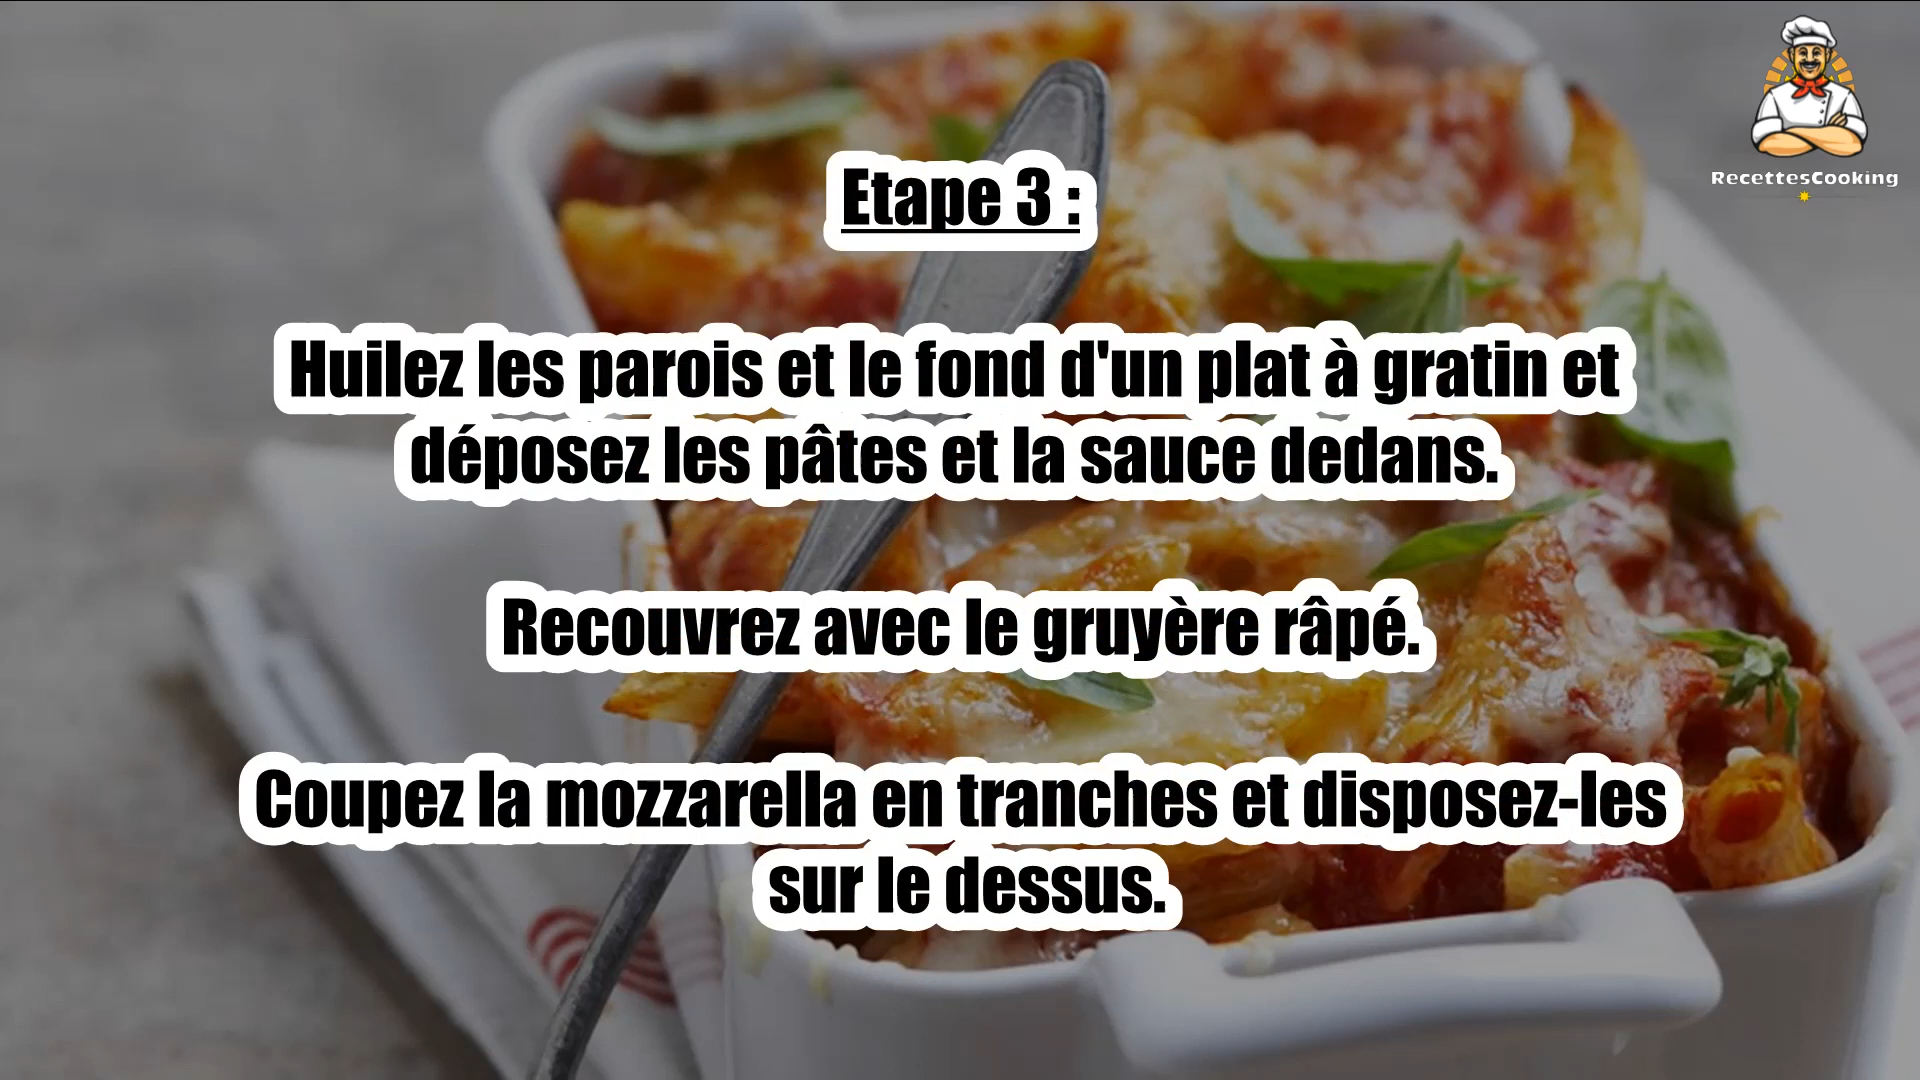 RecettesCooking
Etape 3 :
Huilez les parois et le fond d'un plat à gratin et
déposez les pâtes et la sauce dedans.
Recouvrez avec le gruyère râpé.
Coupez la mozzarella en tranches et disposez-les
sur le dessus.